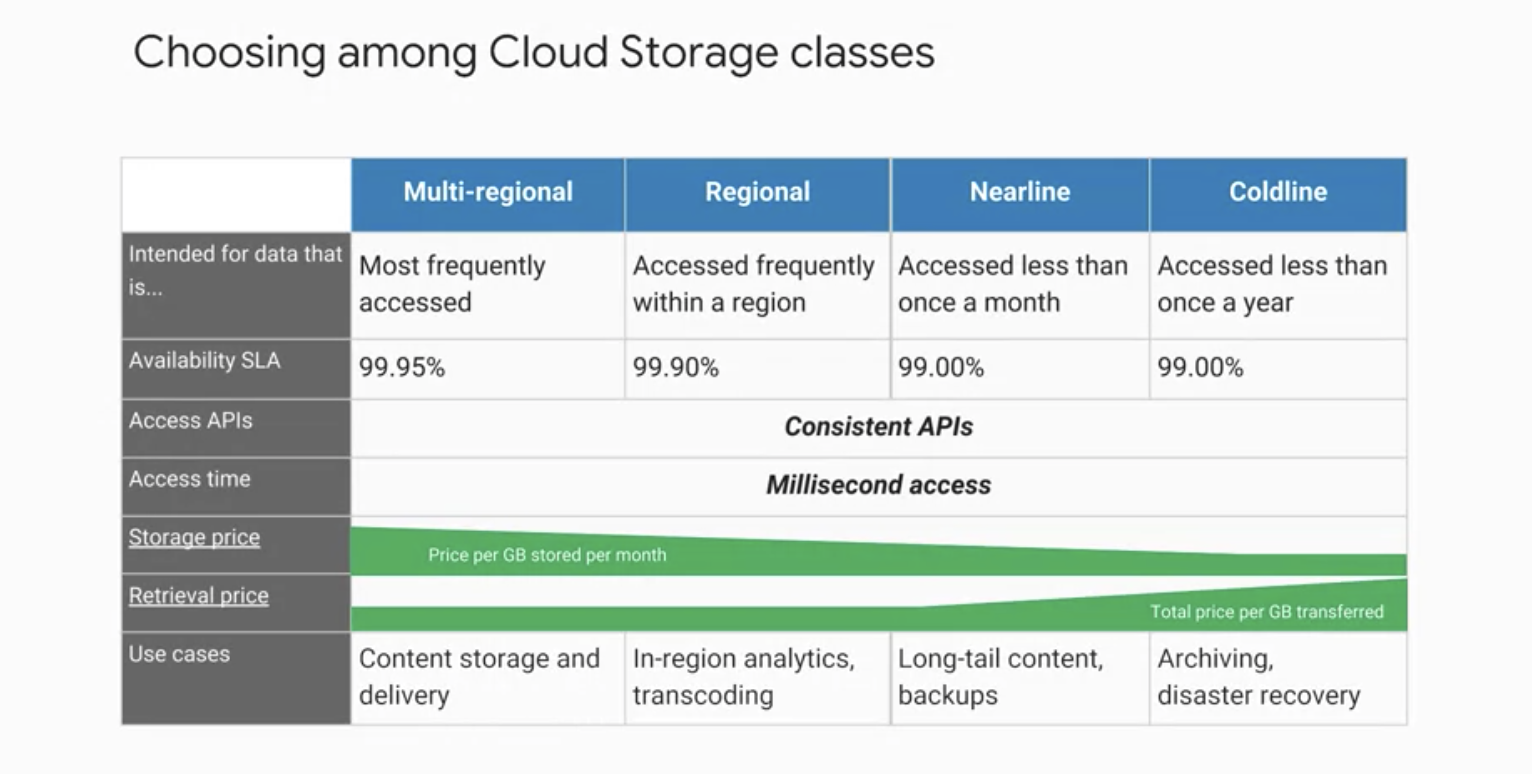 Choosing among Cloud Storage classes
Multi-regional Regional Nearline Coldline
Intended for data that
is...
Most frequently
accessed
Accessed frequently
within a region
Accessed less than
once a month
Accessed less than
once a year
Availability SLA
99.95% 99.90% 99.00% 99.00%
Access APIs
Consistent APIs
Access time
Millisecond access
Storage price
Price per GB stored per month
Retrieval price
Total price per GB transferred
Use cases
Content storage and
delivery
In-region analytics,
transcoding
Long-tail content,
backups
Archiving,
disaster recovery